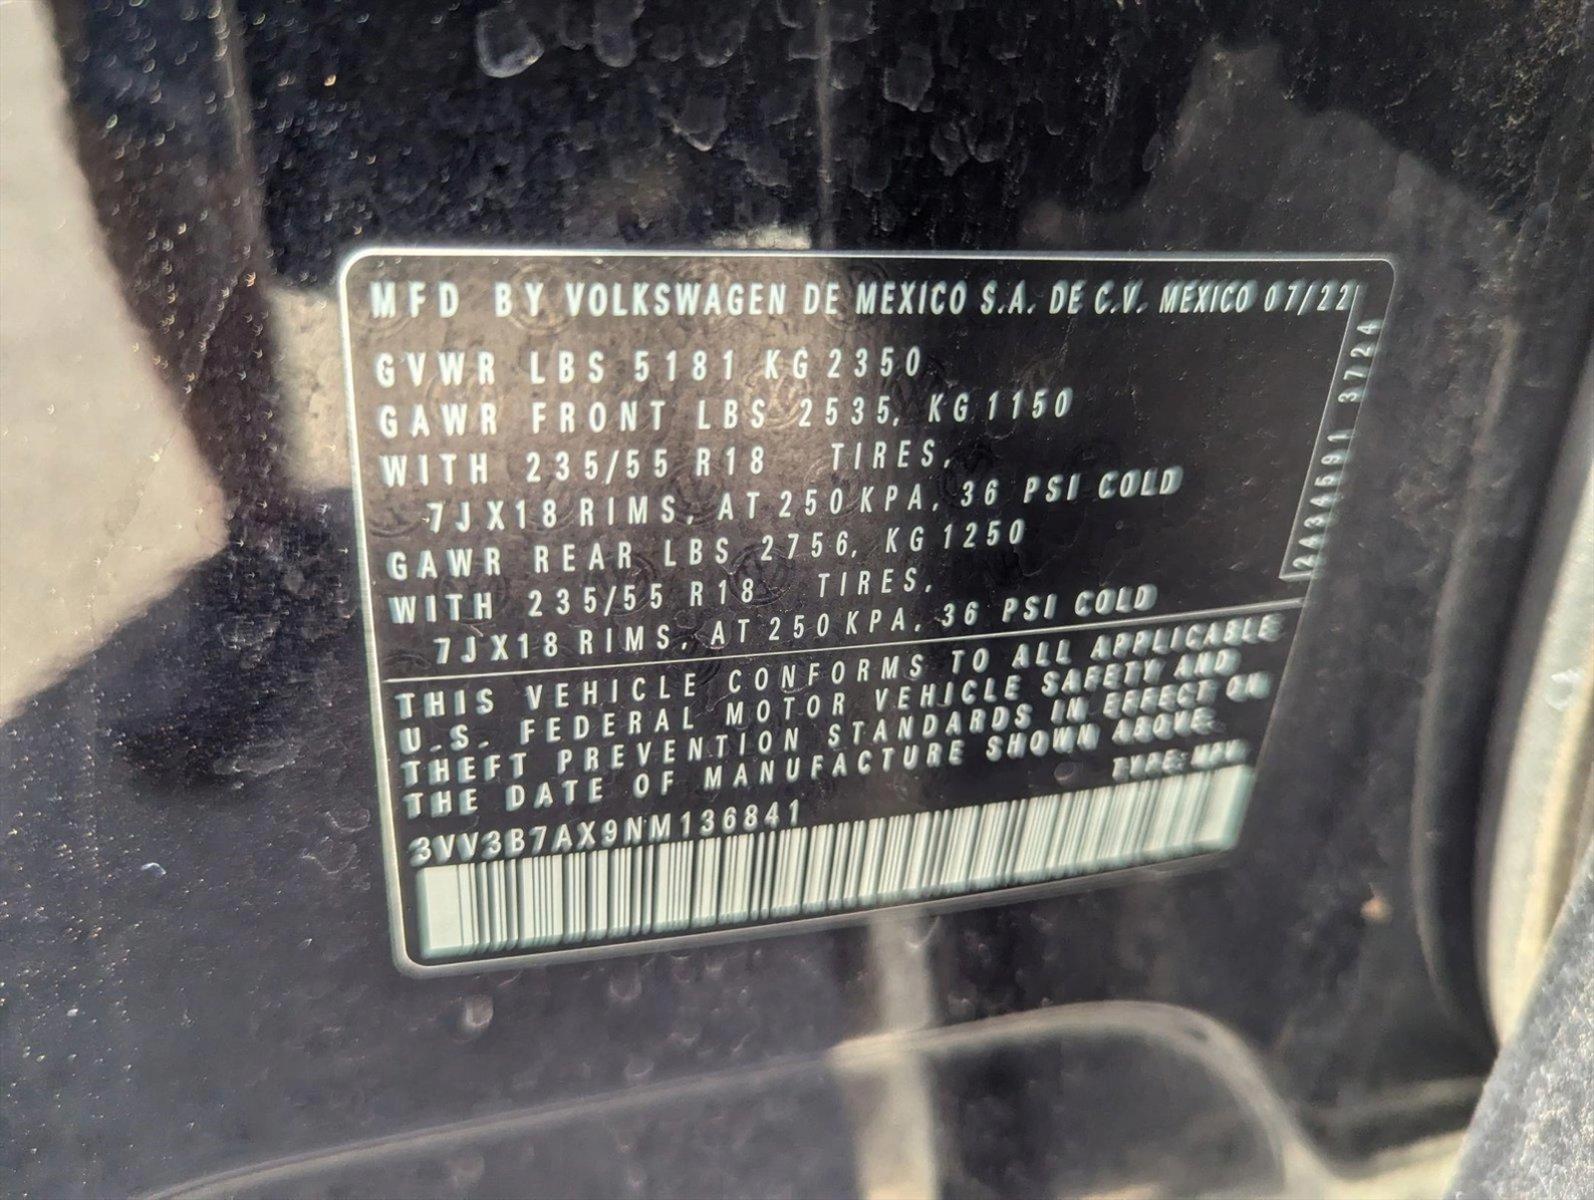 MFD BY VOLKSWAGEN DE MEXICO S.A. DE C.V. MEXICO 07/22
GVWR LBS 5181 KG 2350
GAWR FRONT LBS 2535, KG 1150
WITH 235/55 R18 TIRES,
7JX18 RIMS, AT 250 KPA, 36 PSI COLD
GAWR REAR LBS 2756, KG 1250
WITH 235/55 R18 TIRES,
7JX18 RIMS, AT 250 KPA, 36 PSI COLD
THIS VEHICLE CONFORMS TO ALL APPLICABLE
U.S. FEDERAL MOTOR VEHICLE SAFETY AND
THEFT PREVENTION STANDARDS IN EFFECT ON
THE DATE OF MANUFACTURE SHOWN ABOVE.
TYPE: MPV
3VV3B7AX9NM136841
3724